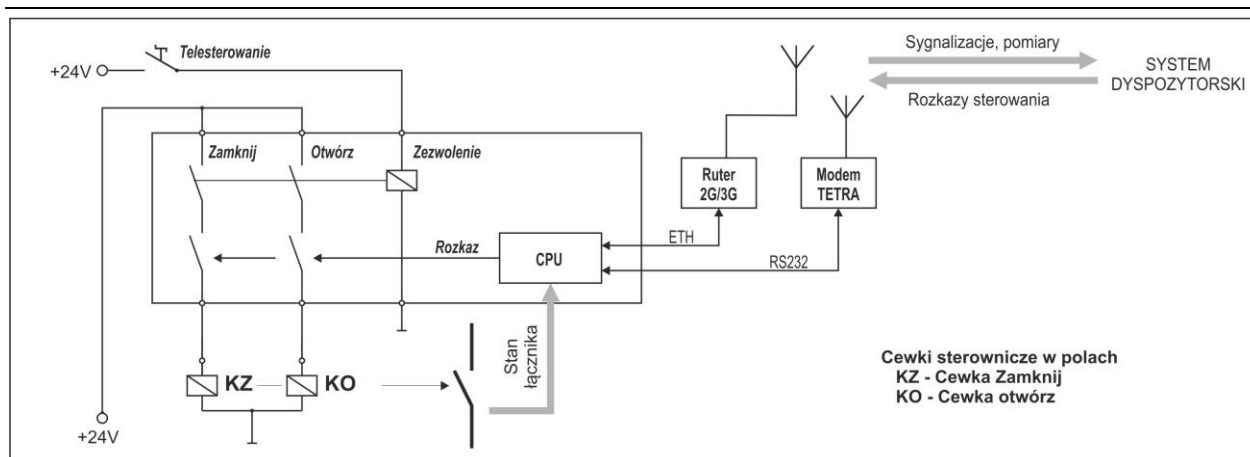 Telesterowanie
+24V
Sygnalizacje, pomiary
SYSTEM
DYSPOZYTORSKI
Rozkazy sterowania
Zamknij
Otwórz
Zezwolenie
Ruter
2G/3G
Modem
TETRA
ETH
Rozkaz
CPU
RS232
Stan
łącznika
KZ
KO
Cewki sterownicze w polach
KZ - Cewka Zamknij
KO - Cewka otwórz
+24V